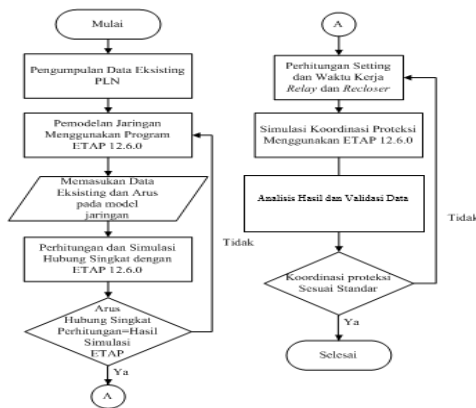 Mulai
Pengumpulan Data Eksisting
PLN
Pemodelan Jaringan
Menggunakan Program
ETAP 12.6.0
Memasukan Data
Eksisting dan Arus
pada model
jaringan
Perhitungan dan Simulasi
Hubung Singkat dengan
ETAP 12.6.0
Tidak
Arus
Hubung Singkat
Perhitungan=Hasil
Simulasi
ETAP
Ya
A
A
Perhitungan Setting
dan Waktu Kerja
Relay dan Recloser
Simulasi Koordinasi Proteksi
Menggunakan ETAP 12.6.0
Analisis Hasil dan Validasi Data
Tidak
Koordinasi proteksi
Sesuai Standar
Ya
Selesai